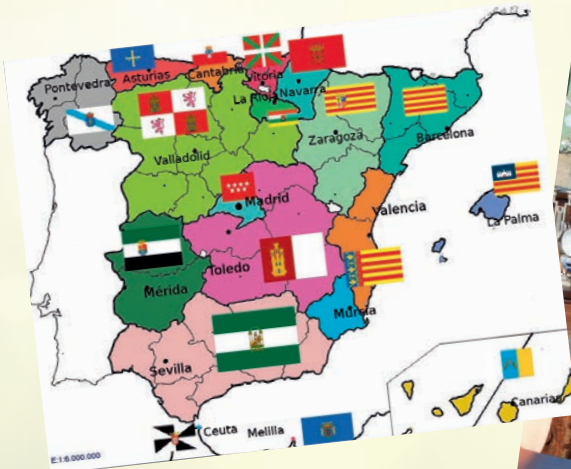 Pontevedra
Asturias
Cantabria
Vitoria
La Rioja
Navarra
Zaragoza
Barcelona
Valladolid
Madrid
Valencia
La Palma
Toledo
Mérida
Murcia
Sevilla
Canarias
Ceuta
Melilla
E:1:6.000.000